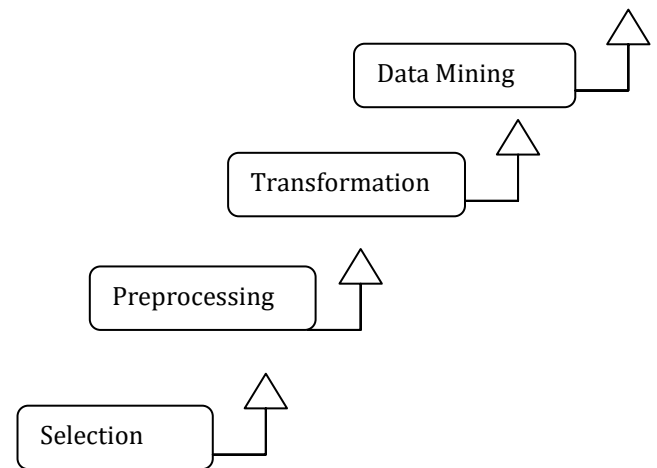 Data Mining
Transformation
Preprocessing
Selection